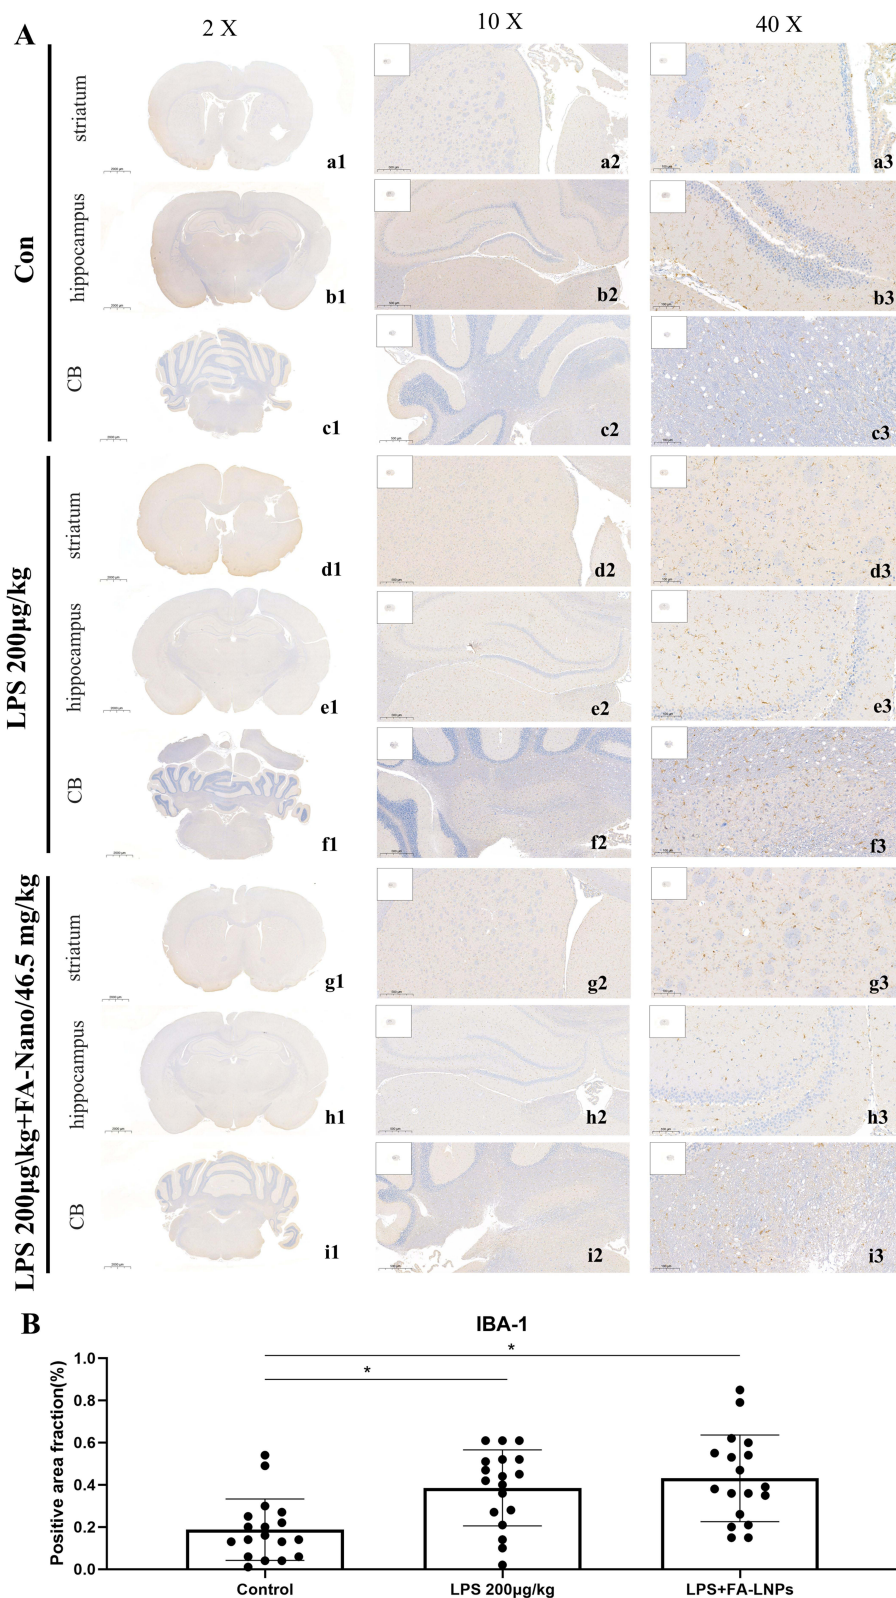 A
2 X
10 X
40 X
Con
striatum
a1
a2
a3
hippocampus
b1
b2
b3
CB
c1
c2
c3
LPS 200μg/kg
striatum
d1
d2
d3
hippocampus
e1
e2
e3
CB
f1
f2
f3
LPS 200μg\kg+FA-Nano/46.5 mg/kg
striatum
g1
g2
g3
hippocampus
h1
h2
h3
CB
i1
i2
i3
B
IBA-1
*
*
Positive area fraction(%)
1.0
0.8
0.6
0.4
0.2
0.0
Control
LPS 200μg/kg
LPS+FA-LNPs